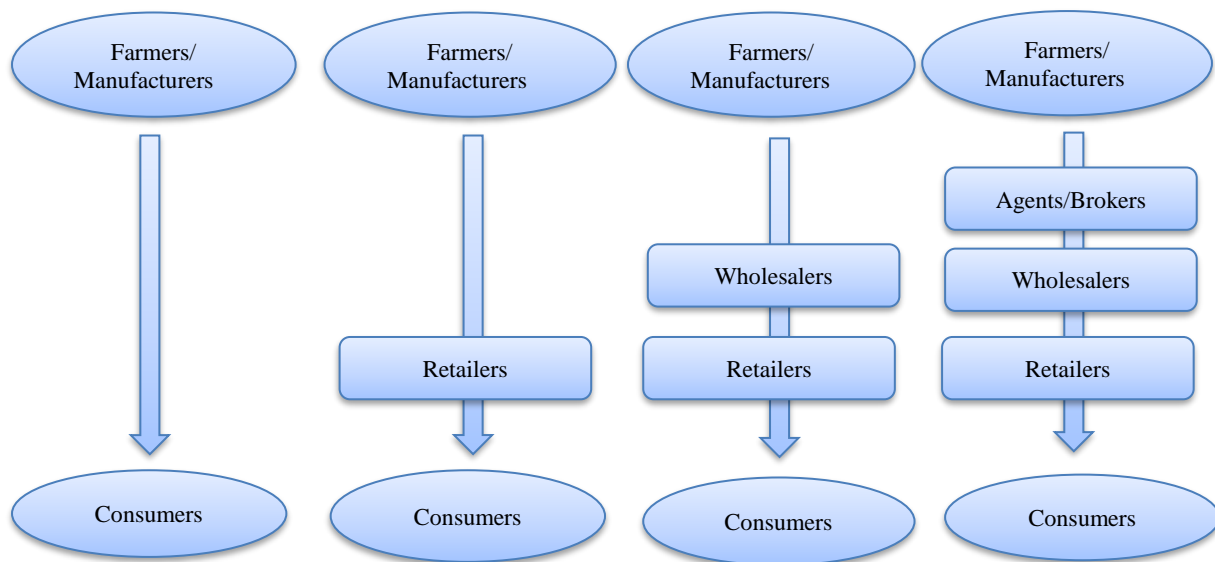 Farmers/
Manufacturers
Farmers/
Manufacturers
Farmers/
Manufacturers
Farmers/
Manufacturers
Agents/Brokers
Wholesalers
Wholesalers
Retailers
Retailers
Retailers
Consumers
Consumers
Consumers
Consumers